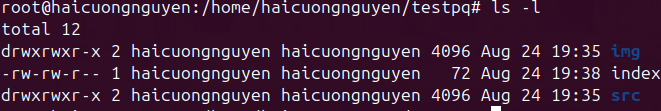 root@haicuongnguyen:/home/haicuongnguyen/testpq# ls -l
total 12
drwxrwxr-x 2 haicuongnguyen haicuongnguyen 4096 Aug 24 19:35 img
-rw-rw-r-- 1 haicuongnguyen haicuongnguyen   72 Aug 24 19:38 index
drwxrwxr-x 2 haicuongnguyen haicuongnguyen 4096 Aug 24 19:35 src